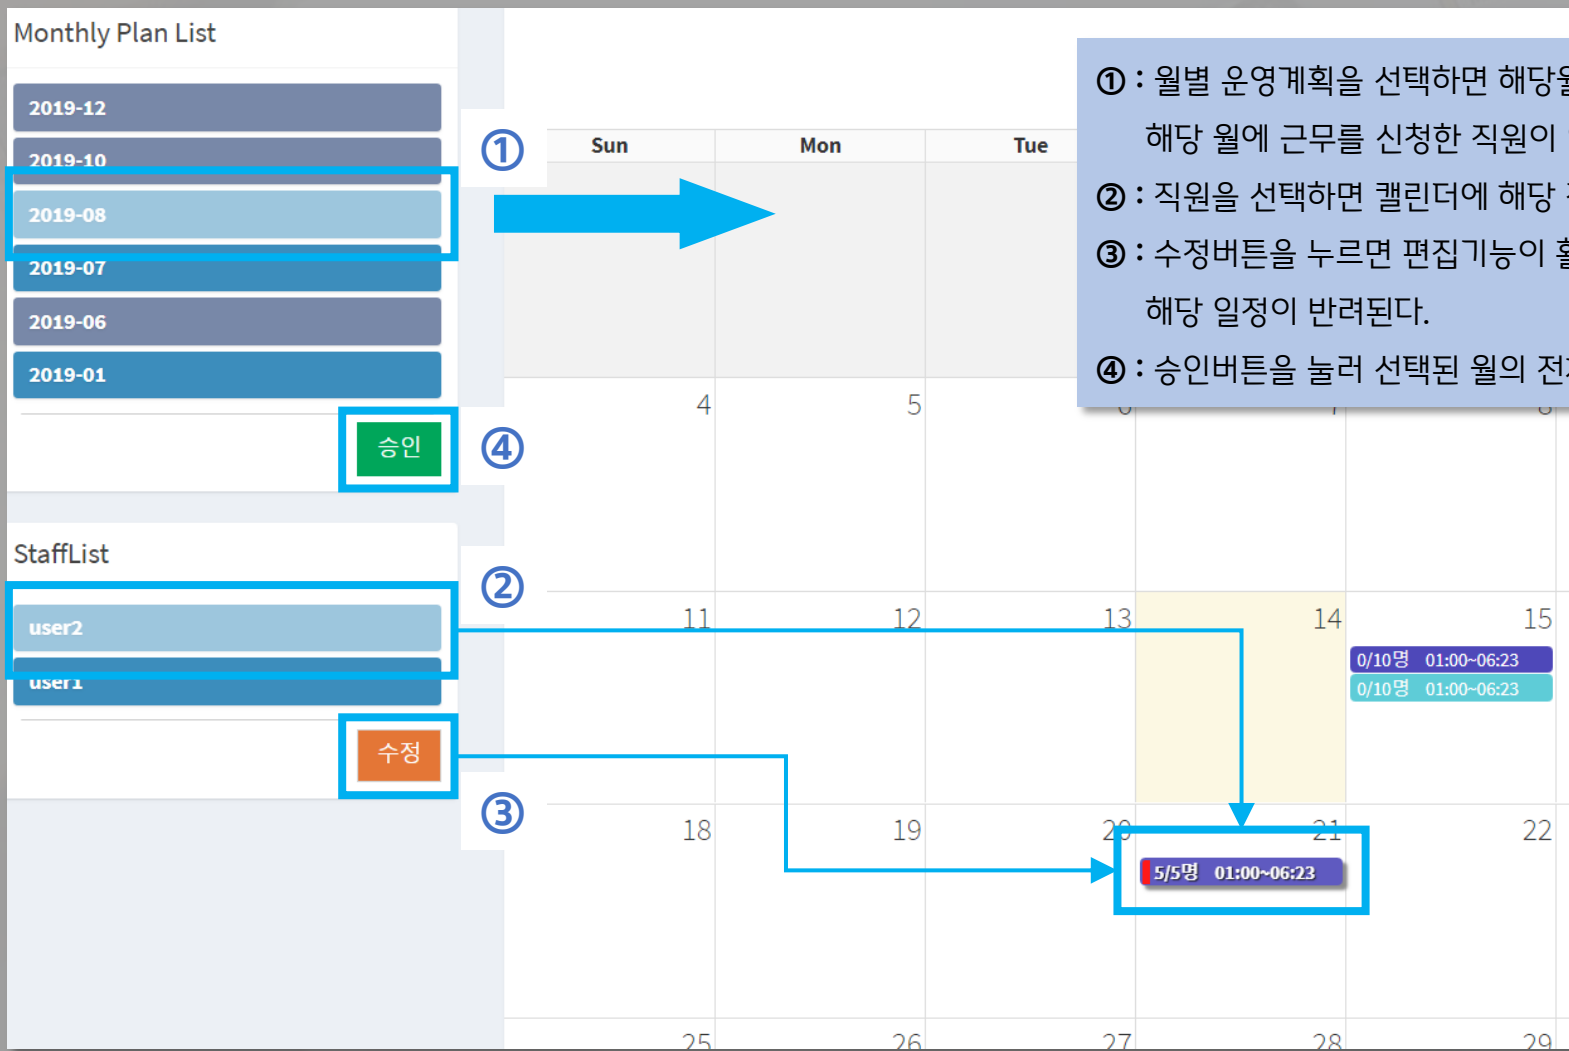 Monthly Plan List
2019-12
2019-10
2019-08
2019-07
2019-06
2019-01
승인
StaffList
user2
user1
수정
①
④
②
③
① : 월별 운영계획을 선택하면
해당 월에 근무를 신청한 직원이
② : 직원을 선택하면 캘린더에 해당
③ : 수정버튼을 누르면 편집기능이
해당 일정이 반려된다.
④ : 승인버튼을 눌러 선택된 월의
Sun Mon Tue
4 5 6 7 8
11 12 13 14 15
0/10명 01:00~06:23
0/10명 01:00~06:23
18 19 20 21 22
5/5명 01:00~06:23
25 26 27 28 29